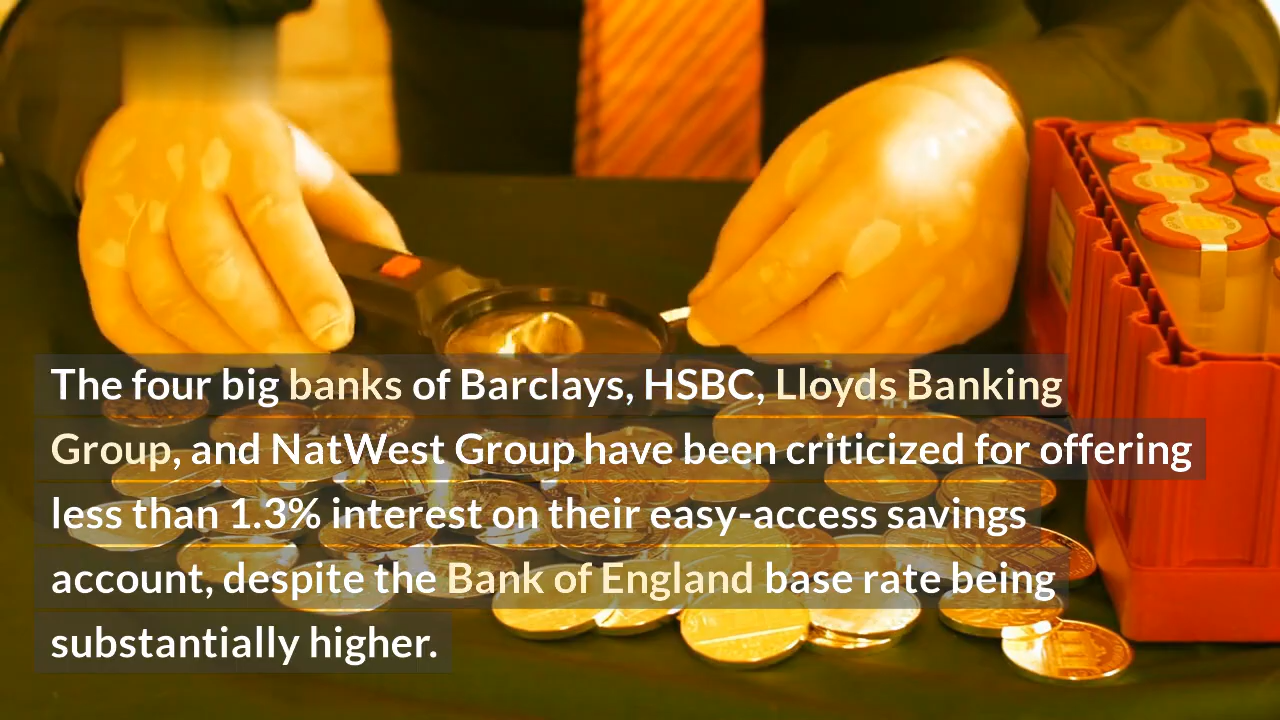 The four big banks of Barclays, HSBC, Lloyds Banking
Group, and NatWest Group have been criticized for offering
less than 1.3% interest on their easy-access savings
account, despite the Bank of England base rate being
substantially higher.